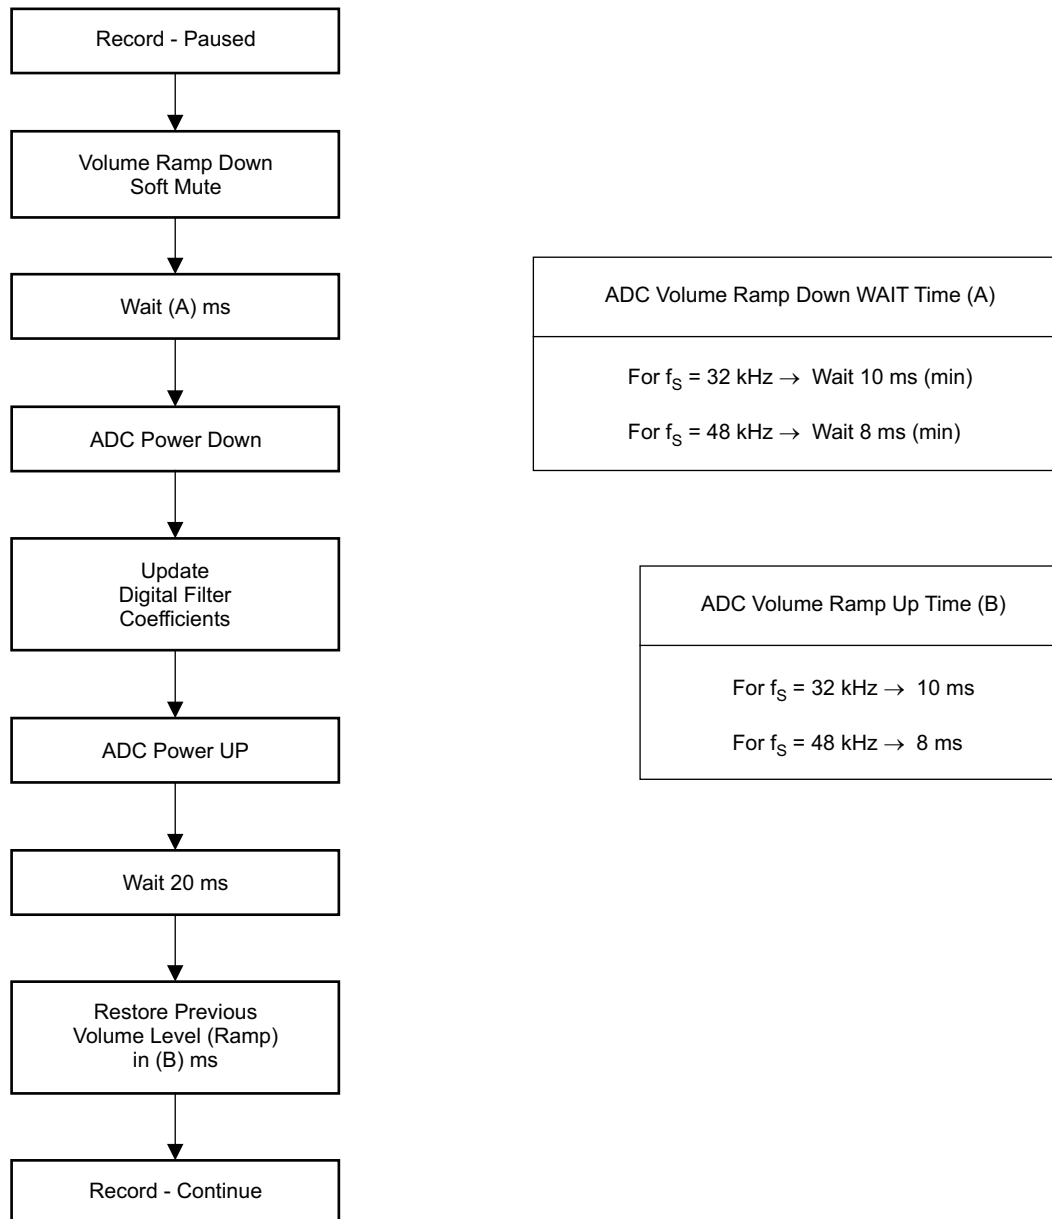 Record - Paused
Volume Ramp Down
Soft Mute
Wait (A) ms
ADC Power Down
Update
Digital Filter
Coefficients
ADC Power UP
Wait 20 ms
Restore Previous
Volume Level (Ramp)
in (B) ms
Record - Continue
ADC Volume Ramp Down WAIT Time (A)
For fS = 32 kHz → Wait 10 ms (min)
For fS = 48 kHz → Wait 8 ms (min)
ADC Volume Ramp Up Time (B)
For fS = 32 kHz → 10 ms
For fS = 48 kHz → 8 ms